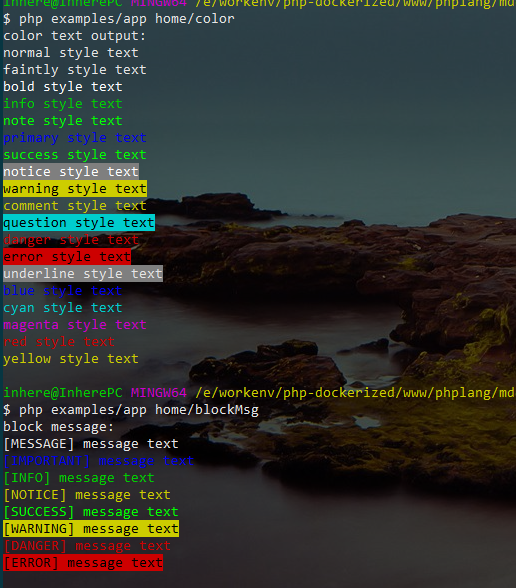 inhere@InherePC MINGW64 /e/workenv/php-dockerized/www/phplang/md
$ php examples/app home/color
color text output:
normal style text
faintly style text
bold style text
info style text
note style text
primary style text
success style text
notice style text
warning style text
comment style text
question style text
danger style text
error style text
underline style text
blue style text
cyan style text
magenta style text
red style text
yellow style text
inhere@InherePC MINGW64 /e/workenv/php-dockerized/www/phplang/md
$ php examples/app home/blockMsg
block message:
[MESSAGE] message text
[IMPORTANT] message text
[INFO] message text
[NOTICE] message text
[SUCCESS] message text
[WARNING] message text
[DANGER] message text
[ERROR] message text